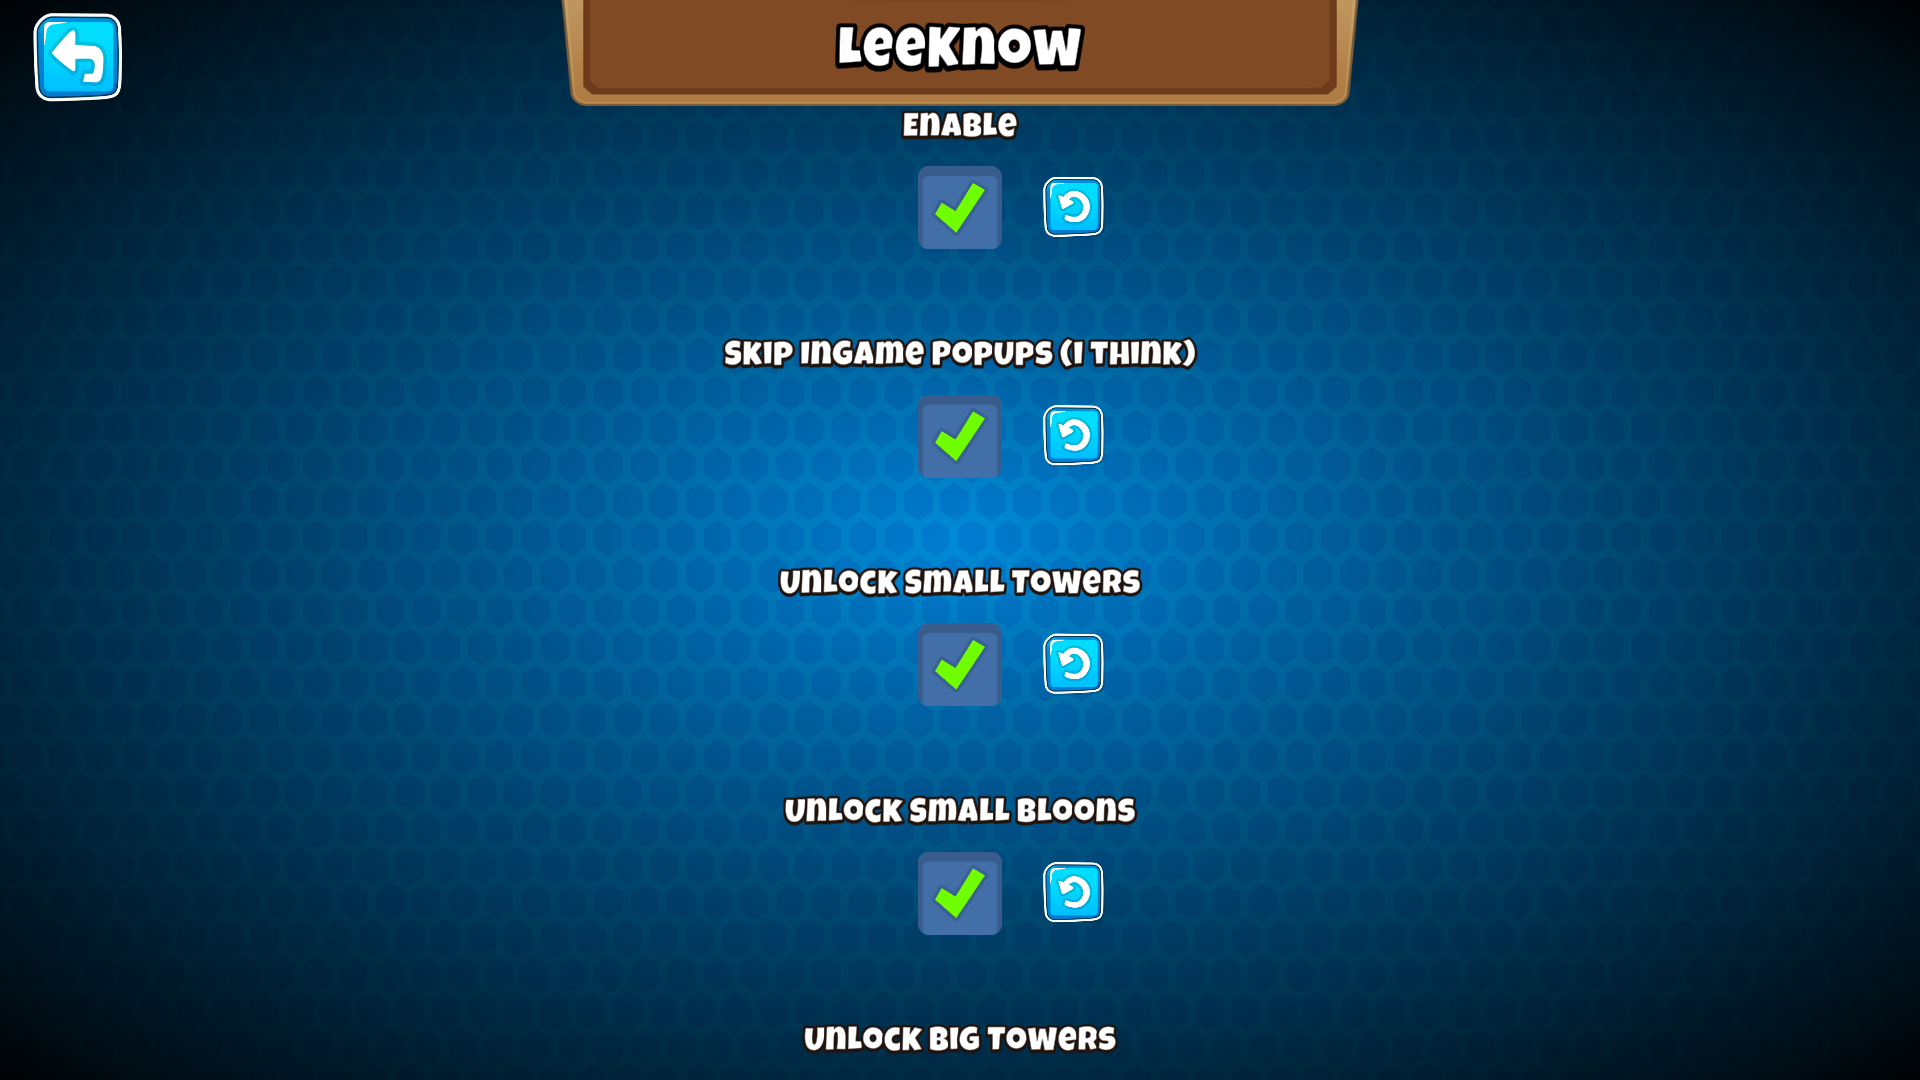 LeeKnow
Enable
Skip Ingame Popups (I think)
Unlock Small Towers
Unlock Small Bloons
Unlock Big Towers